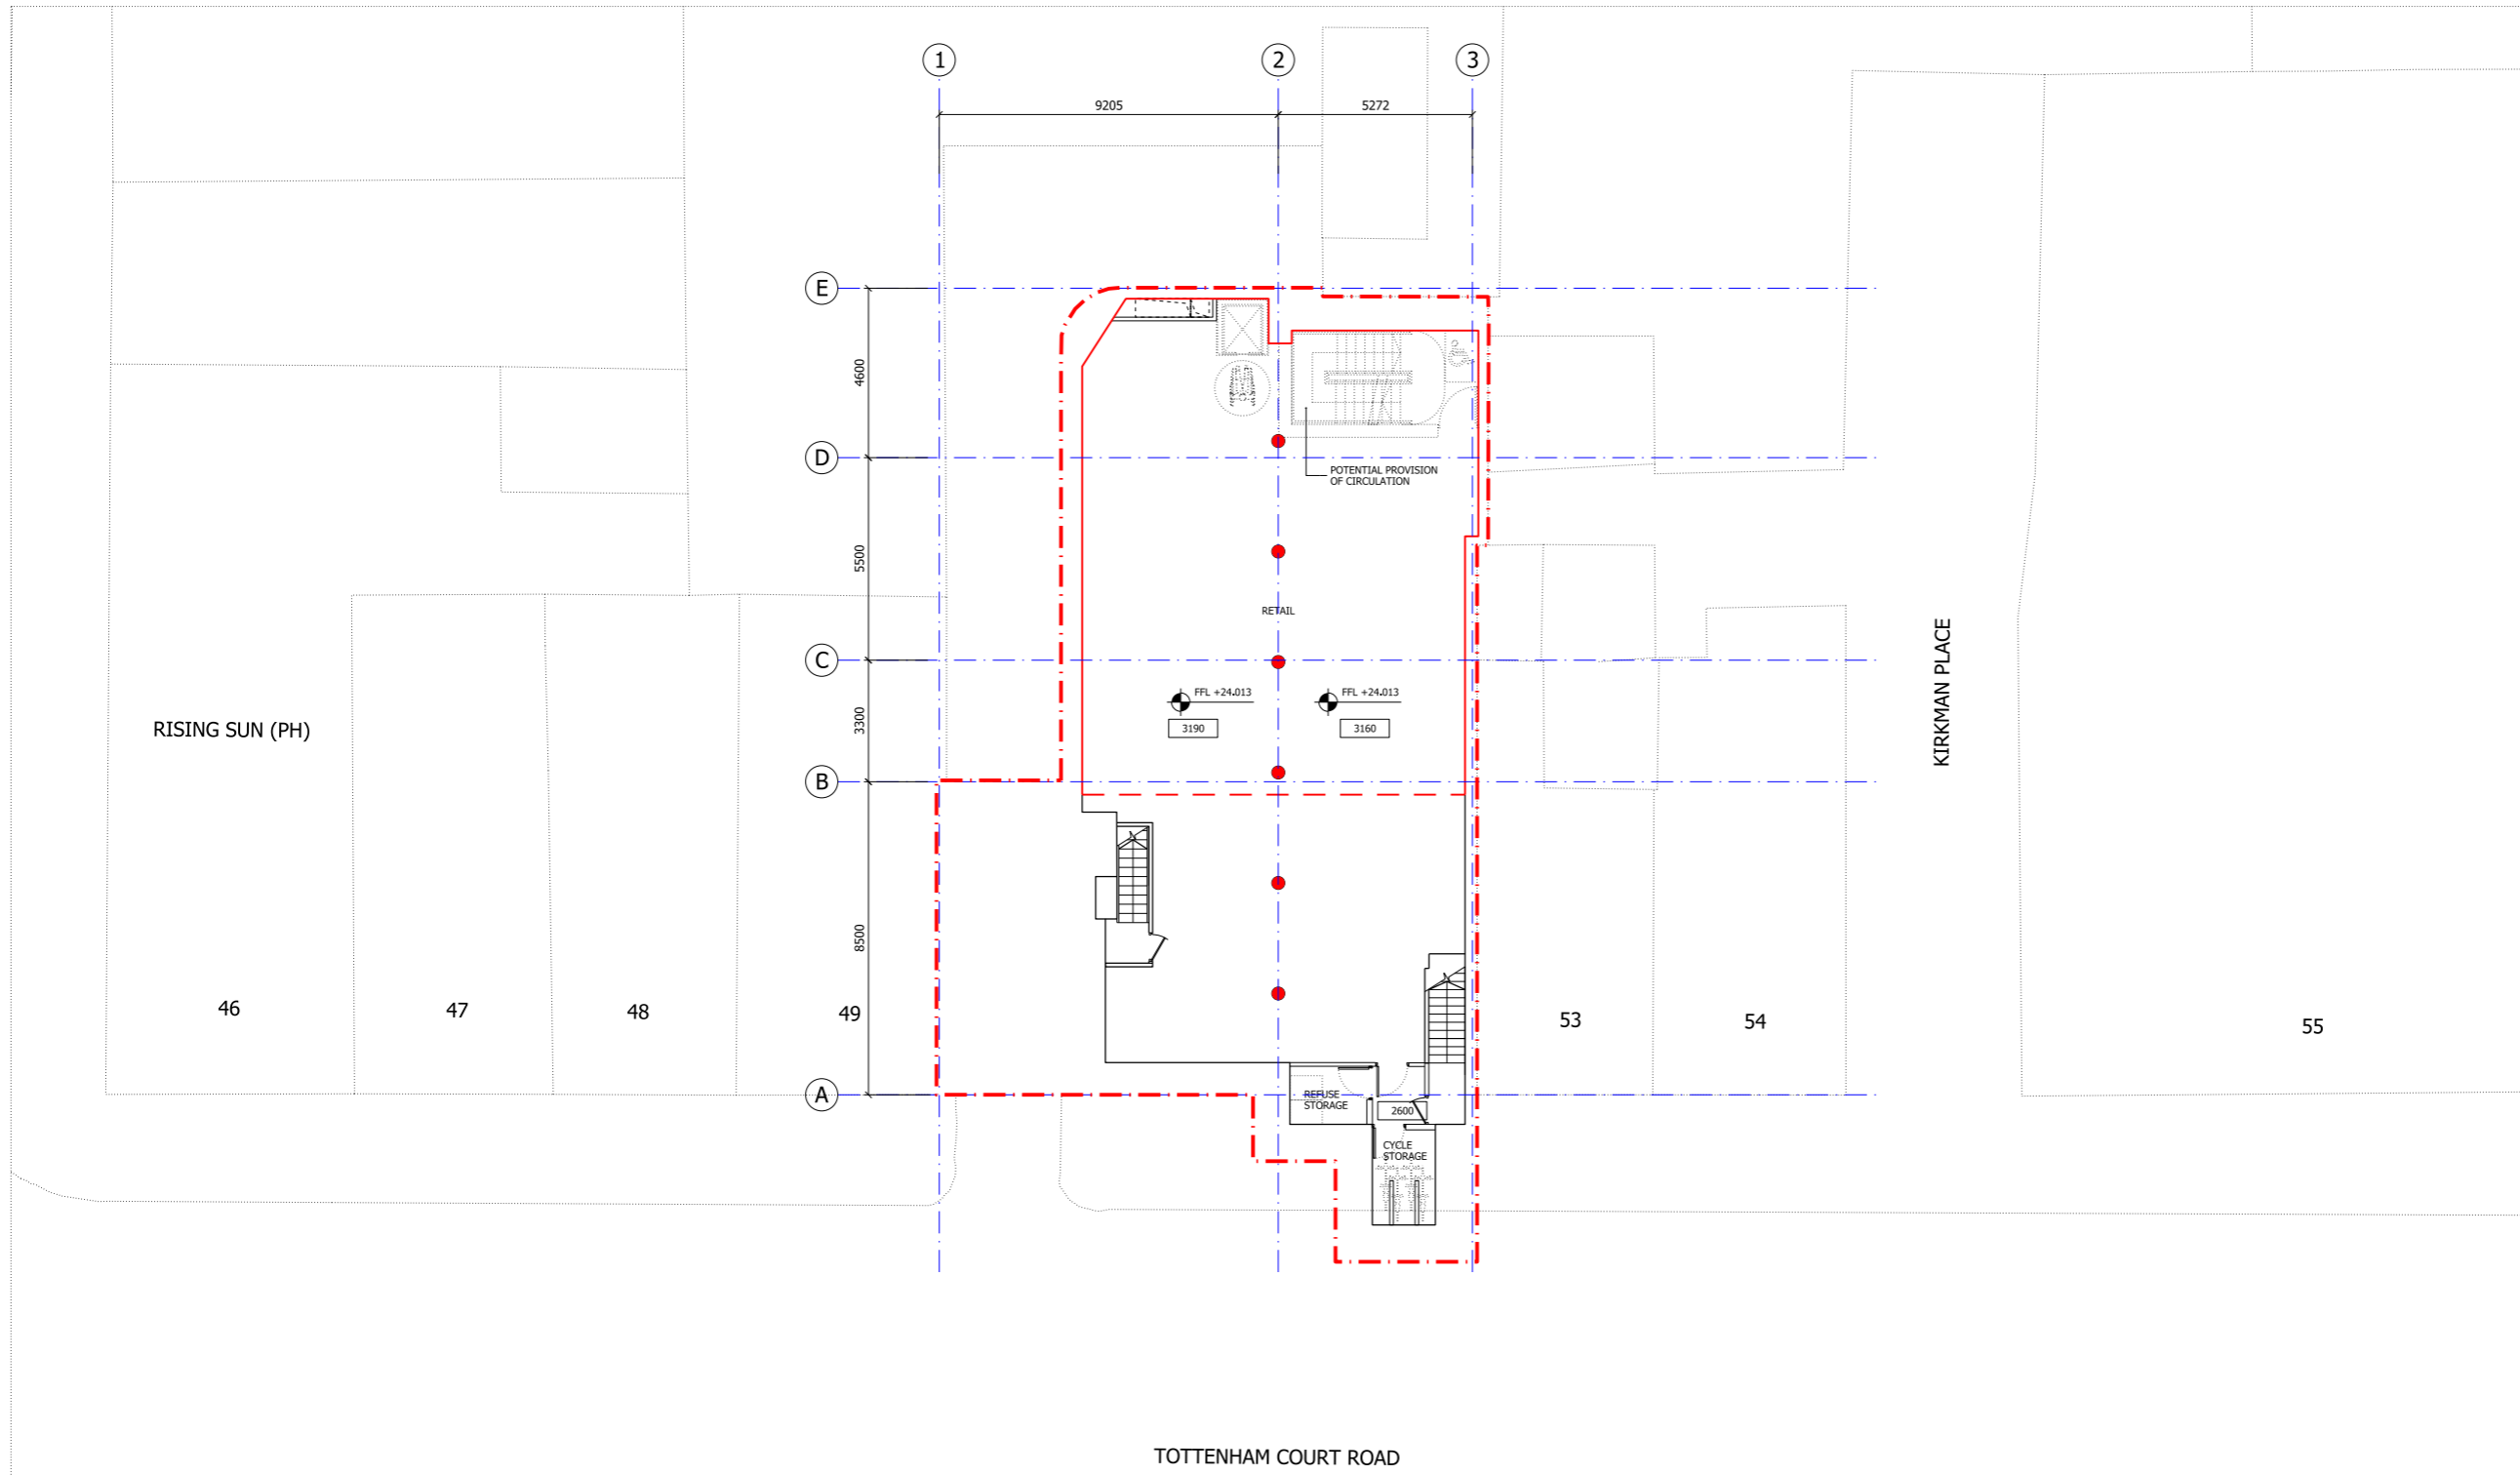 1
2
3
9205
5272
E
4600
D
POTENTIAL PROVISION
OF CIRCULATION
5500
RETAIL
C
KIRKMAN PLACE
FFL +24.013
FFL +24.013
3300
RISING SUN (PH)
3190
3160
B
8500
46
47
48
49
53
54
55
A
REFUSE
STORAGE
2600
CYCLE
STORAGE
TOTTENHAM COURT ROAD